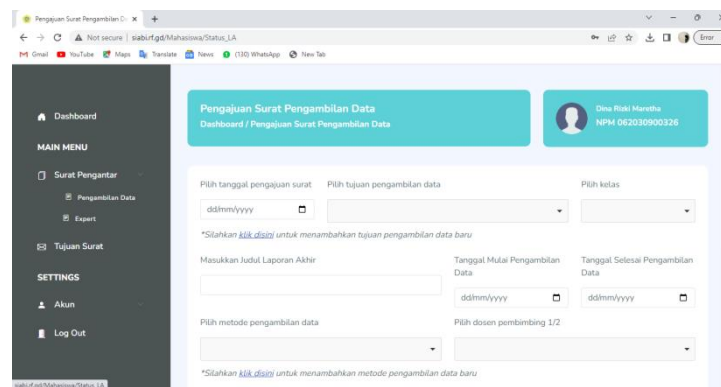 Pengajuan Surat Pengambilan D
Not secure | siabi.rf.gd/Mahasiswa/Status_LA
Error
Gmail YouTube Maps Translate News (130) WhatsApp New Tab
Dashboard
MAIN MENU
Surat Pengantar
Pengambilan Data
Expert
Tujuan Surat
SETTINGS
Akun
Log Out
Pengajuan Surat Pengambilan Data
Dashboard / Pengajuan Surat Pengambilan Data
Dina Rizki Maretha
NPM 062030900326
Pilih tanggal pengajuan surat Pilih tujuan pengambilan data Pilih kelas
dd/mm/yyyy
*Silahkan klik disini untuk menambahkan tujuan pengambilan data baru
Masukkan Judul Laporan Akhir
Tanggal Mulai Pengambilan Data
Tanggal Selesai Pengambilan Data
dd/mm/yyyy dd/mm/yyyy
Pilih metode pengambilan data Pilih dosen pembimbing 1/2
*Silahkan klik disini untuk menambahkan metode pengambilan data baru
siabi.rf.gd/Mahasiswa/Status_LA